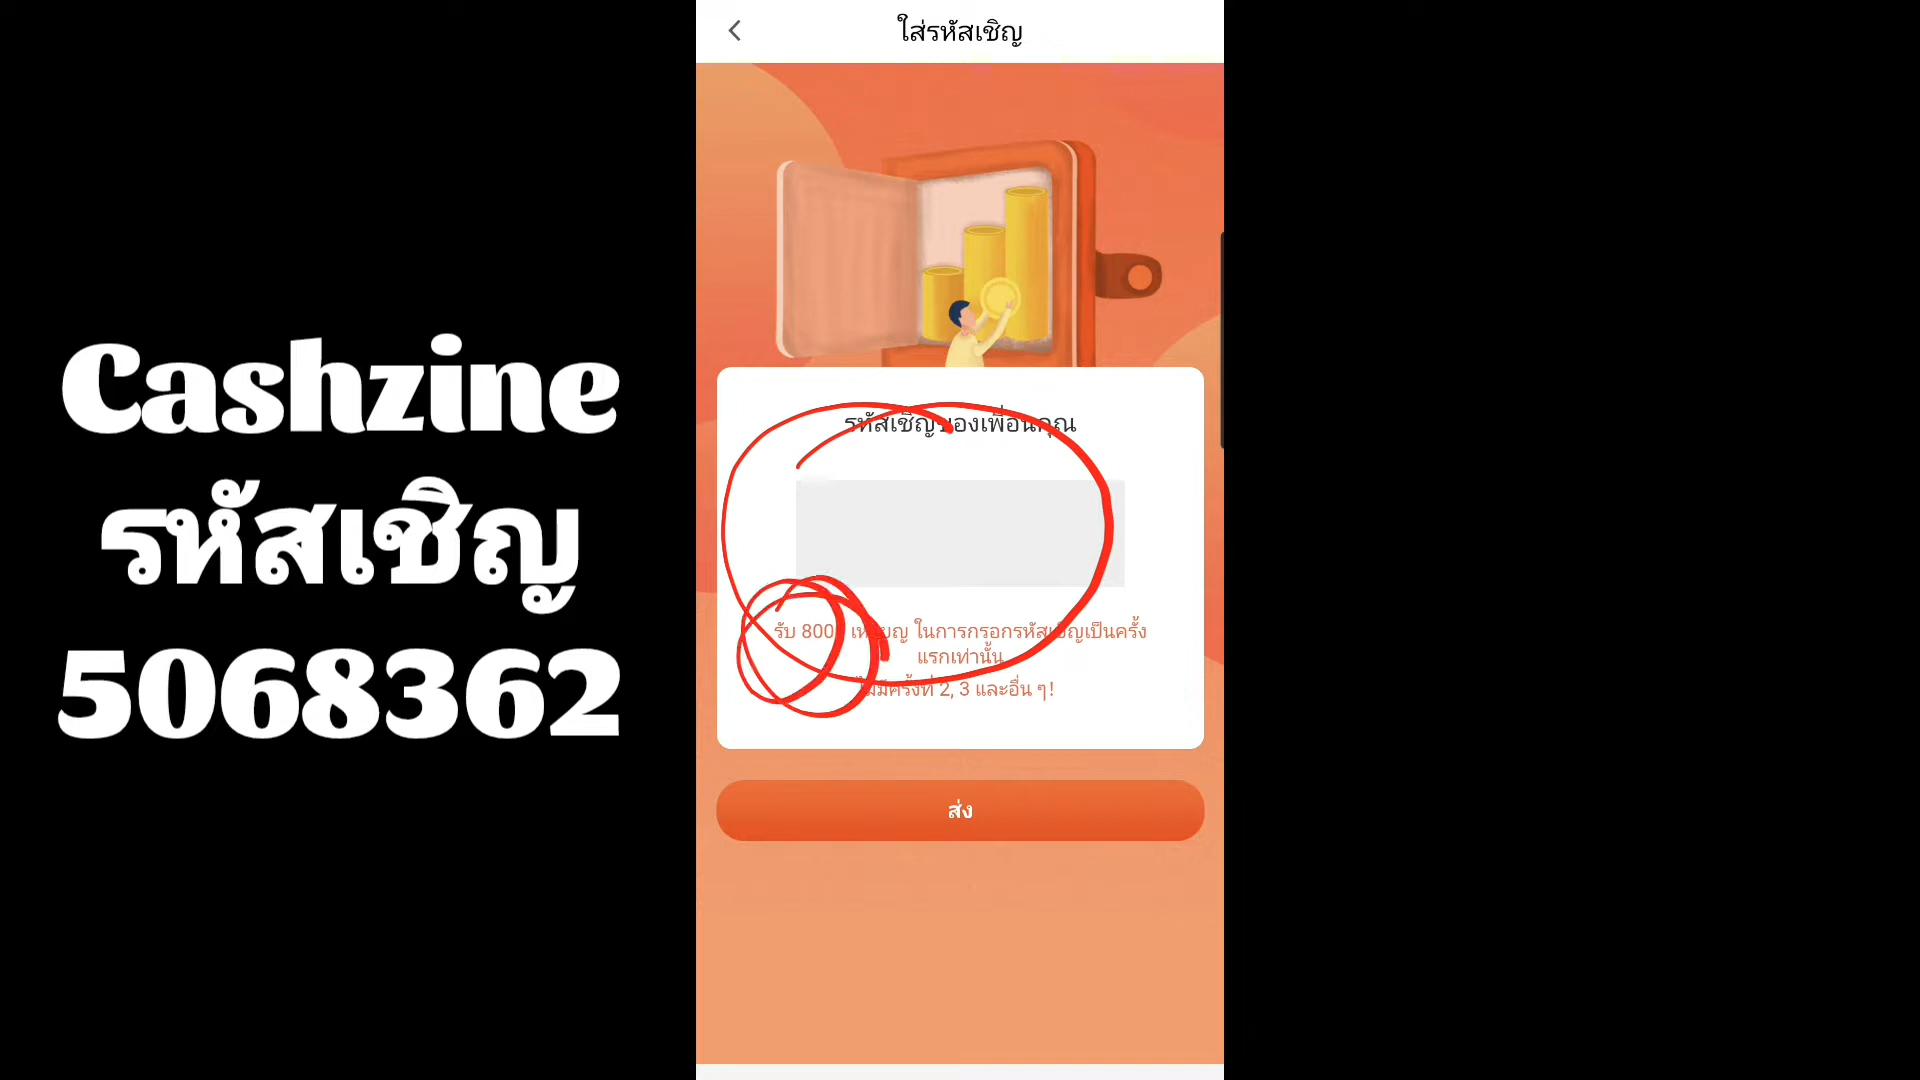 Cashzine
รหัสเชิญ
5068362
ใส่รหัสเชิญ
รหัสเชิญของเพื่อนคุณ
รับ 800 เหรียญ ในการกรอกรหัสเชิญเป็นครั้ง
แรกเท่านั้น
ไม่มีครั้งที่ 2, 3 และอื่น ๆ!
ส่ง